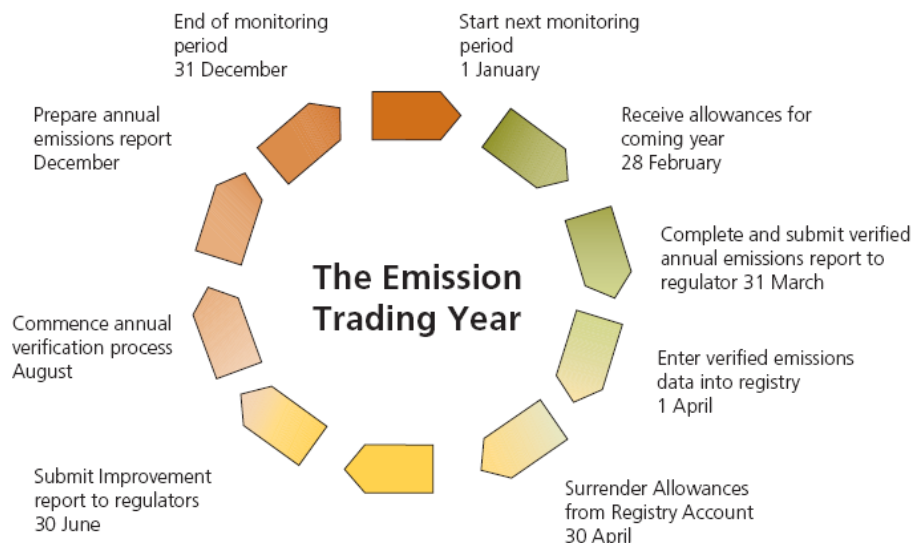 End of monitoring
period
31 December
Start next monitoring
period
1 January
Prepare annual
emissions report
December
Receive allowances for
coming year
28 February
The Emission
Trading Year
Complete and submit verified
annual emissions report to
regulator 31 March
Commence annual
verification process
August
Enter verified emissions
data into registry
1 April
Submit Improvement
report to regulators
30 June
Surrender Allowances
from Registry Account
30 April